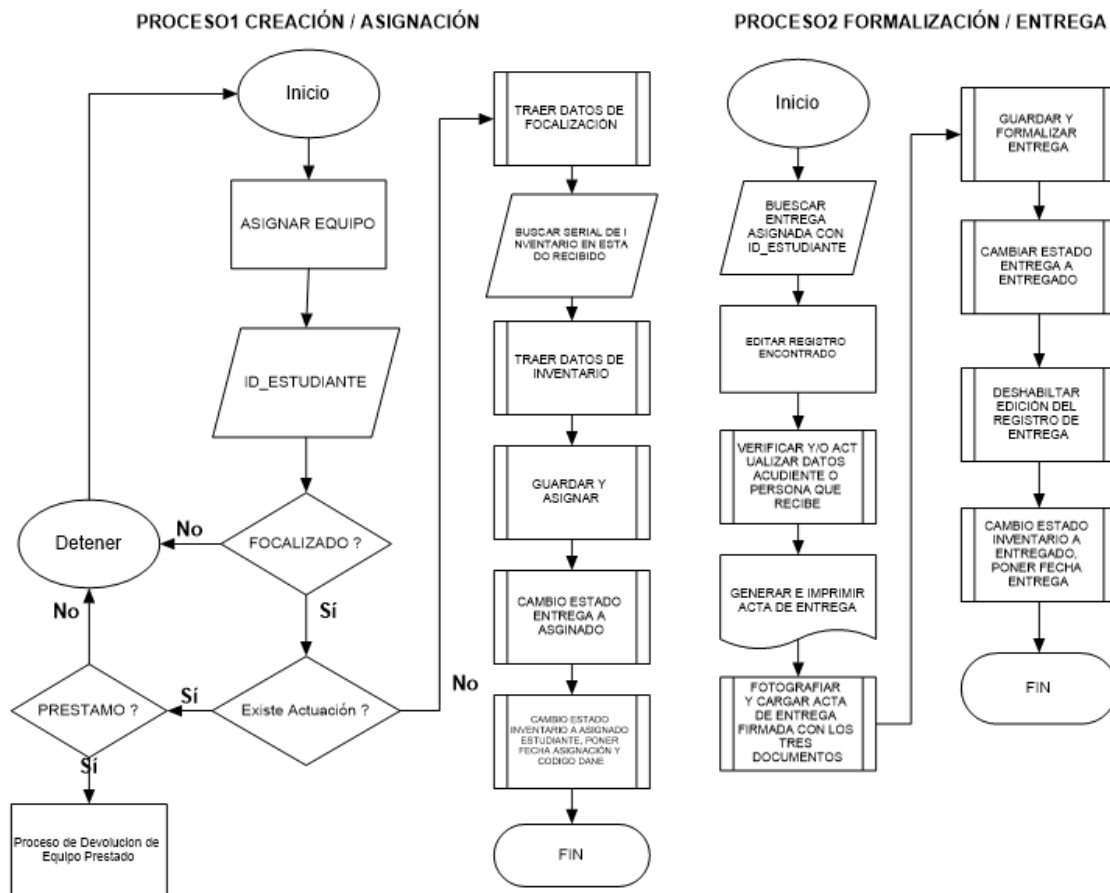 PROCESO1 CREACIÓN / ASIGNACIÓN
Inicio
ASIGNAR EQUIPO
ID_ESTUDIANTE
FOCALIZADO ?
No
Detener
Sí
Existe Actuación ?
Sí
PRESTAMO ?
No
Sí
Proceso de Devolucion de
Equipo Prestado
No
TRAER DATOS DE
FOCALIZACIÓN
BUSCAR SERIAL DE I
NVENTARIO EN ESTA
DO RECIBIDO
TRAER DATOS DE
INVENTARIO
GUARDAR Y
ASIGNAR
CAMBIO ESTADO
ENTREGA A
ASGINADO
CAMBIO ESTADO
INVENTARIO A ASIGNADO
ESTUDIANTE, PONER
FECHA ASIGNACIÓN Y
CODIGO DANE
FIN
PROCESO2 FORMALIZACIÓN / ENTREGA
Inicio
BUESCAR
ENTREGA
ASIGNADA CON
ID_ESTUDIANTE
EDITAR REGISTRO
ENCONTRADO
VERIFICAR Y/O ACT
UALIZAR DATOS
ACUDIENTE O
PERSONA QUE
RECIBE
GENERAR E IMPRIMIR
ACTA DE ENTREGA
FOTOGRAFIAR
Y CARGAR ACTA
DE ENTREGA
FIRMADA CON LOS
TRES
DOCUMENTOS
GUARDAR Y
FORMALIZAR
ENTREGA
CAMBIAR ESTADO
ENTREGA A
ENTREGADO
DESHABILTAR
EDICIÓN DEL
REGISTRO DE
ENTREGA
CAMBIO ESTADO
INVENTARIO A
ENTREGADO,
PONER FECHA
ENTREGA
FIN